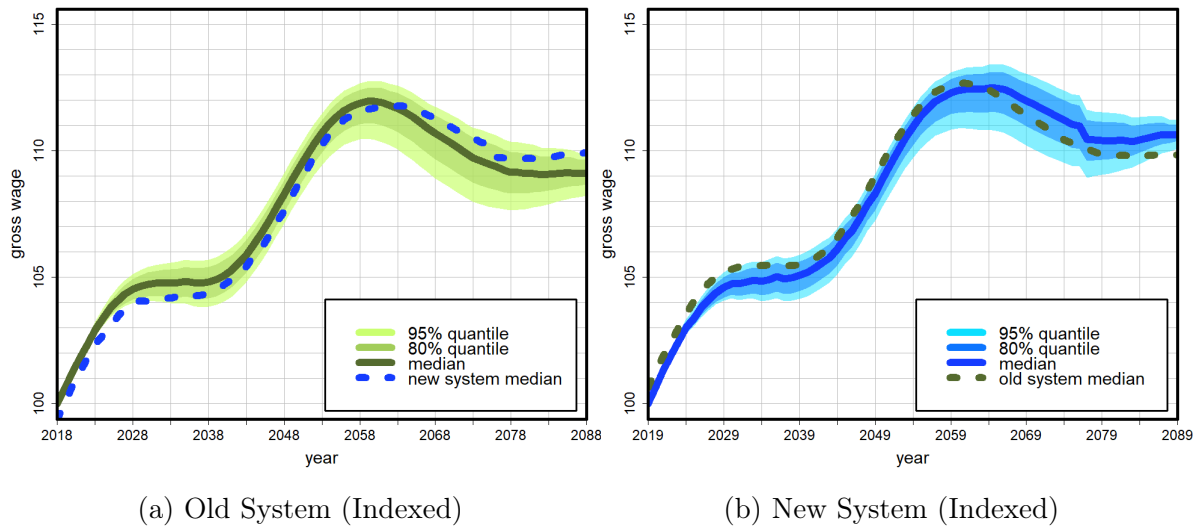 115
110
105
100
gross wage
2018 2028 2038 2048 2058 2068 2078 2088
year
95% quantile
80% quantile
median
new system median
(a) Old System (Indexed)
115
110
105
100
gross wage
2019 2029 2039 2049 2059 2069 2079 2089
year
95% quantile
80% quantile
median
old system median
(b) New System (Indexed)